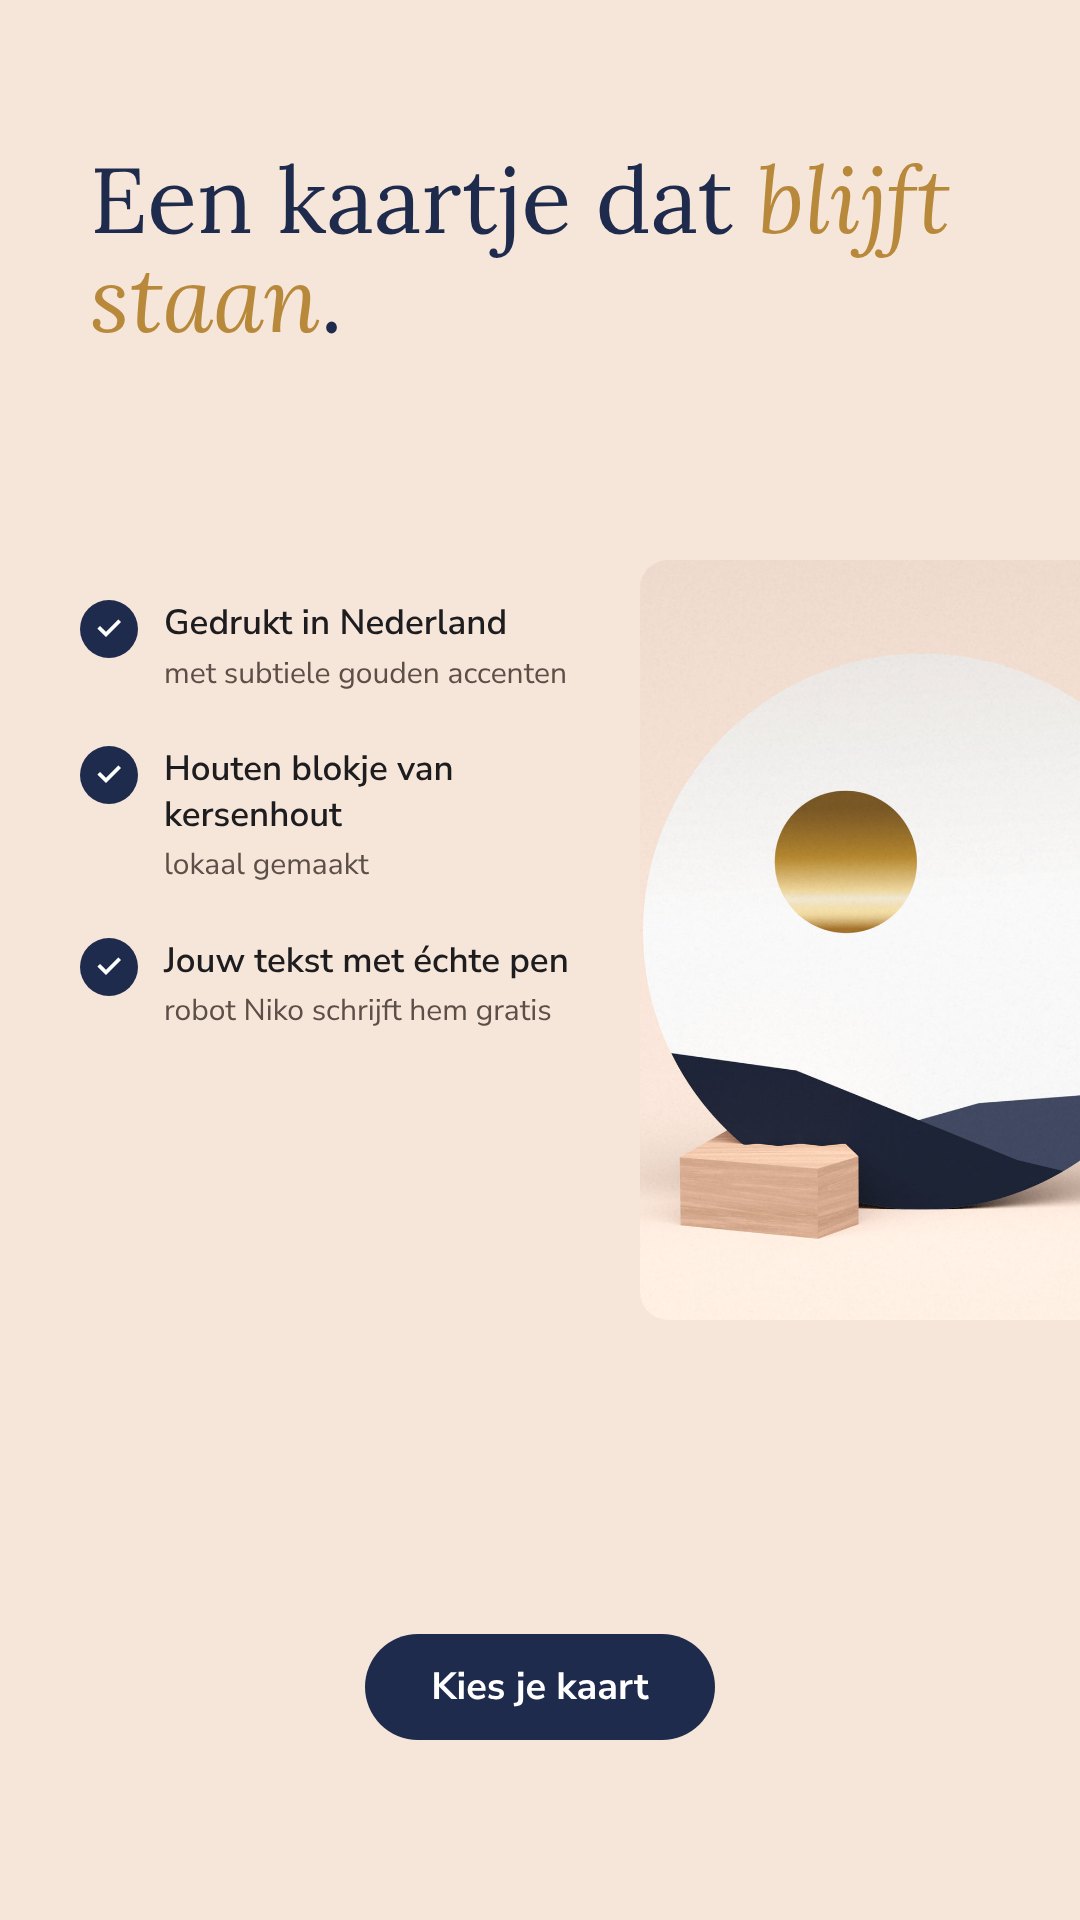 Een kaartje dat blijft
staan.
Gedrukt in Nederland
met subtiele gouden accenten
Houten blokje van
kersenhout
lokaal gemaakt
Jouw tekst met échte pen
robot Niko schrijft hem gratis
Kies je kaart